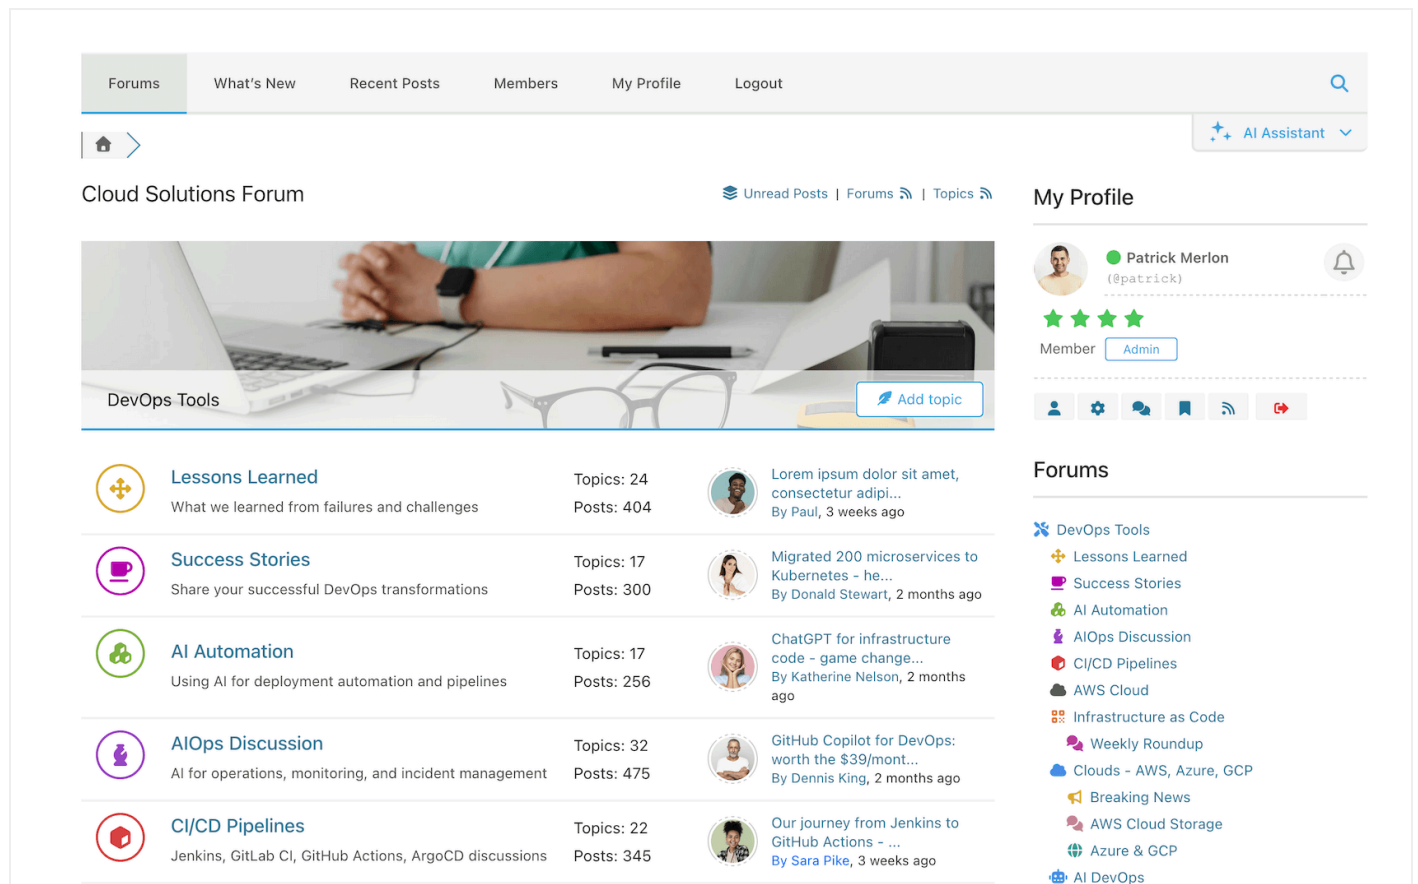 Forums What's New Recent Posts Members My Profile Logout
AI Assistant
Cloud Solutions Forum
Unread Posts | Forums | Topics
DevOps Tools
Add topic
Lessons Learned
What we learned from failures and challenges
Topics: 24
Posts: 404
Lorem ipsum dolor sit amet,
consectetur adipi...
By Paul, 3 weeks ago
Success Stories
Share your successful DevOps transformations
Topics: 17
Posts: 300
Migrated 200 microservices to
Kubernetes - he...
By Donald Stewart, 2 months ago
AI Automation
Using AI for deployment automation and pipelines
Topics: 17
Posts: 256
ChatGPT for infrastructure
code - game change...
By Katherine Nelson, 2 months
ago
AIOps Discussion
AI for operations, monitoring, and incident management
Topics: 32
Posts: 475
GitHub Copilot for DevOps:
worth the $39/mont...
By Dennis King, 2 months ago
CI/CD Pipelines
Jenkins, GitLab CI, GitHub Actions, ArgoCD discussions
Topics: 22
Posts: 345
Our journey from Jenkins to
GitHub Actions - ...
By Sara Pike, 3 weeks ago
My Profile
Patrick Merlon
(@patrick)
Member Admin
Forums
DevOps Tools
Lessons Learned
Success Stories
AI Automation
AIOps Discussion
CI/CD Pipelines
AWS Cloud
Infrastructure as Code
Weekly Roundup
Clouds - AWS, Azure, GCP
Breaking News
AWS Cloud Storage
Azure & GCP
AI DevOps